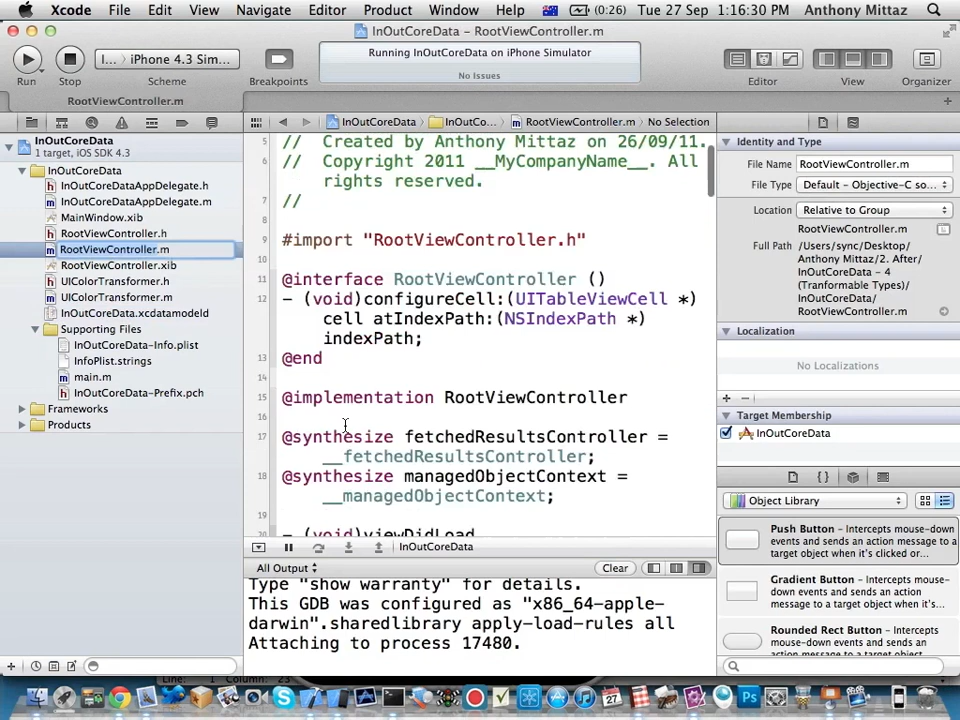 Xcode File Edit View Navigate Editor Product Window Help (0:26) Tue 27 Sep 1:16:30 PM Anthony Mittaz
InOutCoreData – RootViewController.m
I... iPhone 4.3 Sim...
Running InOutCoreData on iPhone Simulator
No Issues
Run Stop Scheme Breakpoints Editor View Organizer
RootViewController.m
InOutCoreData InOutCo... RootViewController.m No Selection
InOutCoreData
1 target, iOS SDK 4.3
InOutCoreData
InOutCoreDataAppDelegate.h
InOutCoreDataAppDelegate.m
MainWindow.xib
RootViewController.h
RootViewController.m
RootViewController.xib
UIColorTransformer.h
UIColorTransformer.m
InOutCoreData.xcdatamodeld
Supporting Files
InOutCoreData-Info.plist
InfoPlist.strings
main.m
InOutCoreData-Prefix.pch
Frameworks
Products
5 // Created by Anthony Mittaz on 26/09/11.
6 // Copyright 2011 __MyCompanyName__. All
rights reserved.
7 //
8
9 #import "RootViewController.h"
10
11 @interface RootViewController ()
12 - (void)configureCell:(UITableViewCell *)
cell atIndexPath:(NSIndexPath *)
indexPath;
13 @end
14
15 @implementation RootViewController
16
17 @synthesize fetchedResultsController =
__fetchedResultsController;
18 @synthesize managedObjectContext =
__managedObjectContext;
19
20 - (void)viewDidLoad
InOutCoreData
All Output Clear
Type "show warranty" for details.
This GDB was configured as "x86_64-apple-
darwin".sharedlibrary apply-load-rules all
Attaching to process 17480.
Identity and Type
File Name RootViewController.m
File Type Default - Objective-C so...
Location Relative to Group
RootViewController.m
Full Path /Users/sync/Desktop/
Anthony Mittaz/2. After/
InOutCoreData - 4
(Tranformable Types)/
InOutCoreData/
RootViewController.m
Localization
No Localizations
Target Membership
InOutCoreData
Object Library
Push Button – Intercepts mouse-down
events and sends an action message to a
target object when it's clicked or...
Gradient Button – Intercepts mouse-
down events and sends an action
message to a target object when it's...
Rounded Rect Button – Intercepts
mouse-down events and sends an